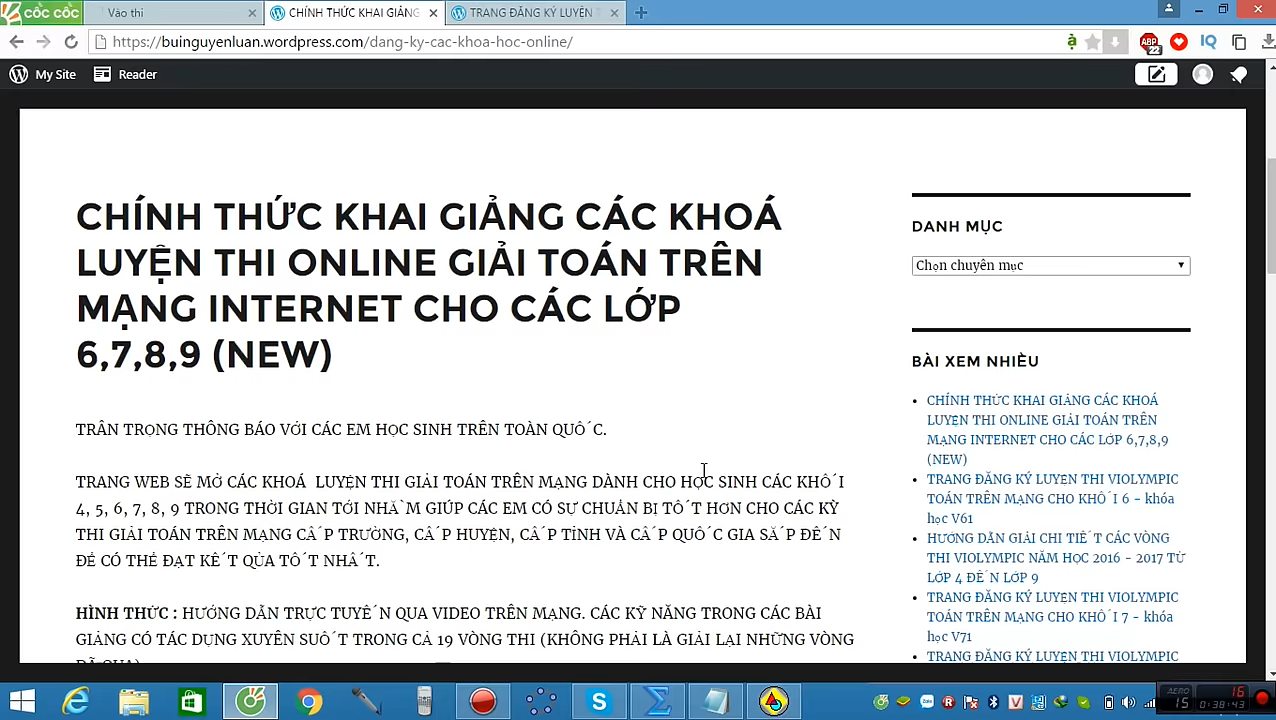 cốc cốc
Vào thi
CHÍNH THỨC KHAI GIẢNG
TRANG ĐĂNG KÝ LUYỆN T
https://buinguyenluan.wordpress.com/dang-ky-cac-khoa-hoc-online/
ABP
22
IQ
My Site
Reader
CHÍNH THỨC KHAI GIẢNG CÁC KHOÁ
LUYỆN THI ONLINE GIẢI TOÁN TRÊN
MẠNG INTERNET CHO CÁC LỚP
6,7,8,9 (NEW)
TRÂN TRỌNG THÔNG BÁO VỚI CÁC EM HỌC SINH TRÊN TOÀN QUỐC.
TRANG WEB SẼ MỞ CÁC KHOÁ LUYỆN THI GIẢI TOÁN TRÊN MẠNG DÀNH CHO HỌC SINH CÁC KHỐI
4, 5, 6, 7, 8, 9 TRONG THỜI GIAN TỚI NHẰM GIÚP CÁC EM CÓ SỰ CHUẨN BỊ TỐT HƠN CHO CÁC KỲ
THI GIẢI TOÁN TRÊN MẠNG CẤP TRƯỜNG, CẤP HUYỆN, CẤP TỈNH VÀ CẤP QUỐC GIA SẮP ĐẾN
ĐỂ CÓ THỂ ĐẠT KẾT QỦA TỐT NHẤT.
HÌNH THỨC : HƯỚNG DẪN TRỰC TUYẾN QUA VIDEO TRÊN MẠNG. CÁC KỸ NĂNG TRONG CÁC BÀI
GIẢNG CÓ TÁC DỤNG XUYÊN SUỐT TRONG CẢ 19 VÒNG THI (KHÔNG PHẢI LÀ GIẢI LẠI NHỮNG VÒNG
ĐÃ QUA)
DANH MỤC
Chọn chuyên mục
BÀI XEM NHIỀU
CHÍNH THỨC KHAI GIẢNG CÁC KHOÁ
LUYỆN THI ONLINE GIẢI TOÁN TRÊN
MẠNG INTERNET CHO CÁC LỚP 6,7,8,9
(NEW)
TRANG ĐĂNG KÝ LUYỆN THI VIOLYMPIC
TOÁN TRÊN MẠNG CHO KHỐI 6 – khóa
học V61
HƯỚNG DẪN GIẢI CHI TIẾT CÁC VÒNG
THI VIOLYMPIC NĂM HỌC 2016 - 2017 TỪ
LỚP 4 ĐẾN LỚP 9
TRANG ĐĂNG KÝ LUYỆN THI VIOLYMPIC
TOÁN TRÊN MẠNG CHO KHỐI 7 - khóa
học V71
TRANG ĐĂNG KÝ LUYỆN THI VIOLYMPIC
AERO
15
16
0:38:43